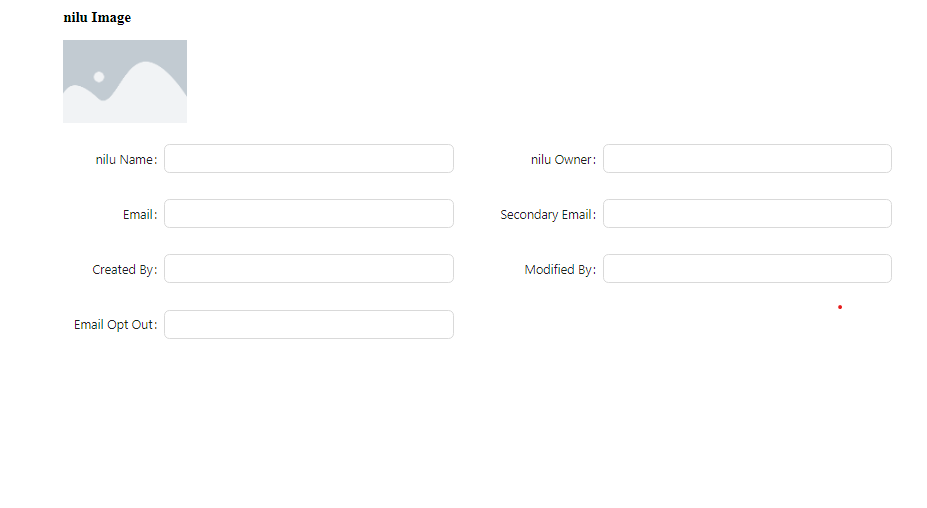 nilu Image
nilu Name:
nilu Owner:
Email:
Secondary Email:
Created By:
Modified By:
Email Opt Out: